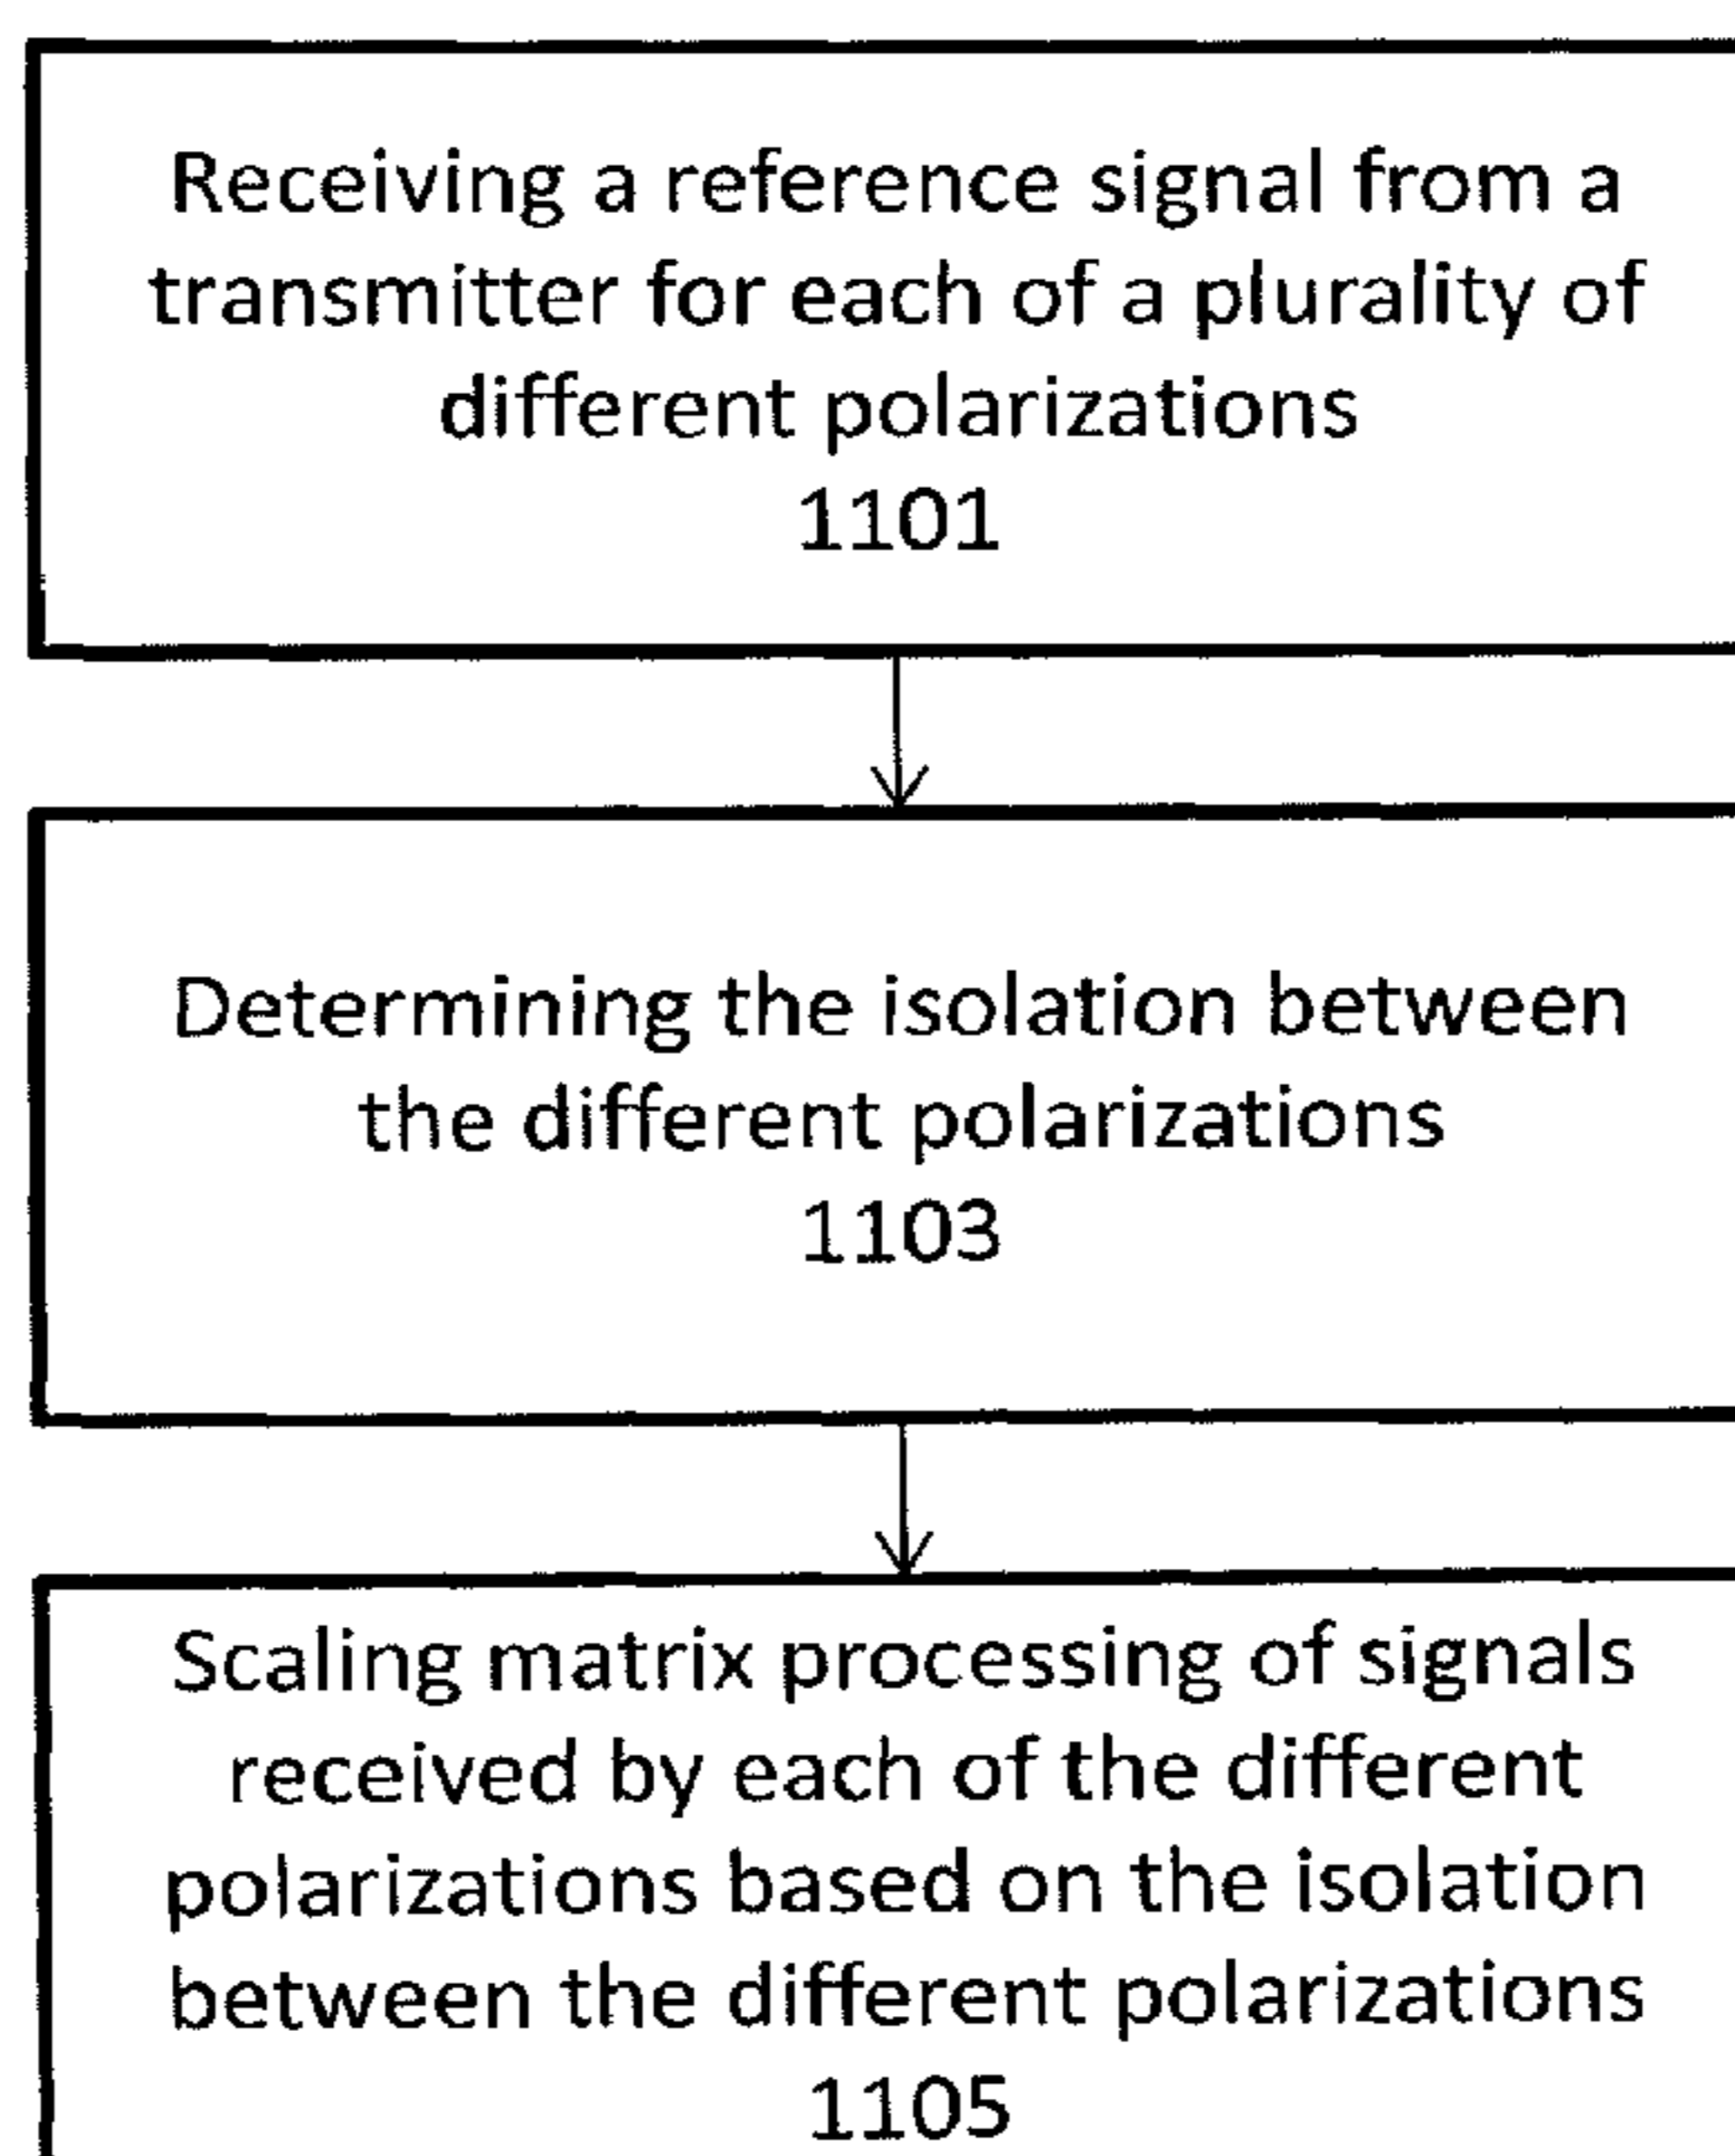 Receiving a reference signal from a
transmitter for each of a plurality of
different polarizations
1101
Determining the isolation between
the different polarizations
1103
Scaling matrix processing of signals
received by each of the different
polarizations based on the isolation
between the different polarizations
1105